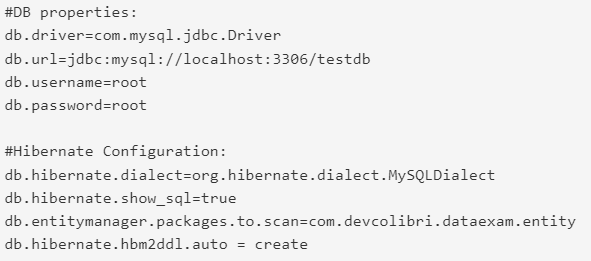 #DB properties:
db.driver=com.mysql.jdbc.Driver
db.url=jdbc:mysql://localhost:3306/testdb
db.username=root
db.password=root
#Hibernate Configuration:
db.hibernate.dialect=org.hibernate.dialect.MySQLDialect
db.hibernate.show_sql=true
db.entitymanager.packages.to.scan=com.devcolibri.dataexam.entity
db.hibernate.hbm2ddl.auto = create